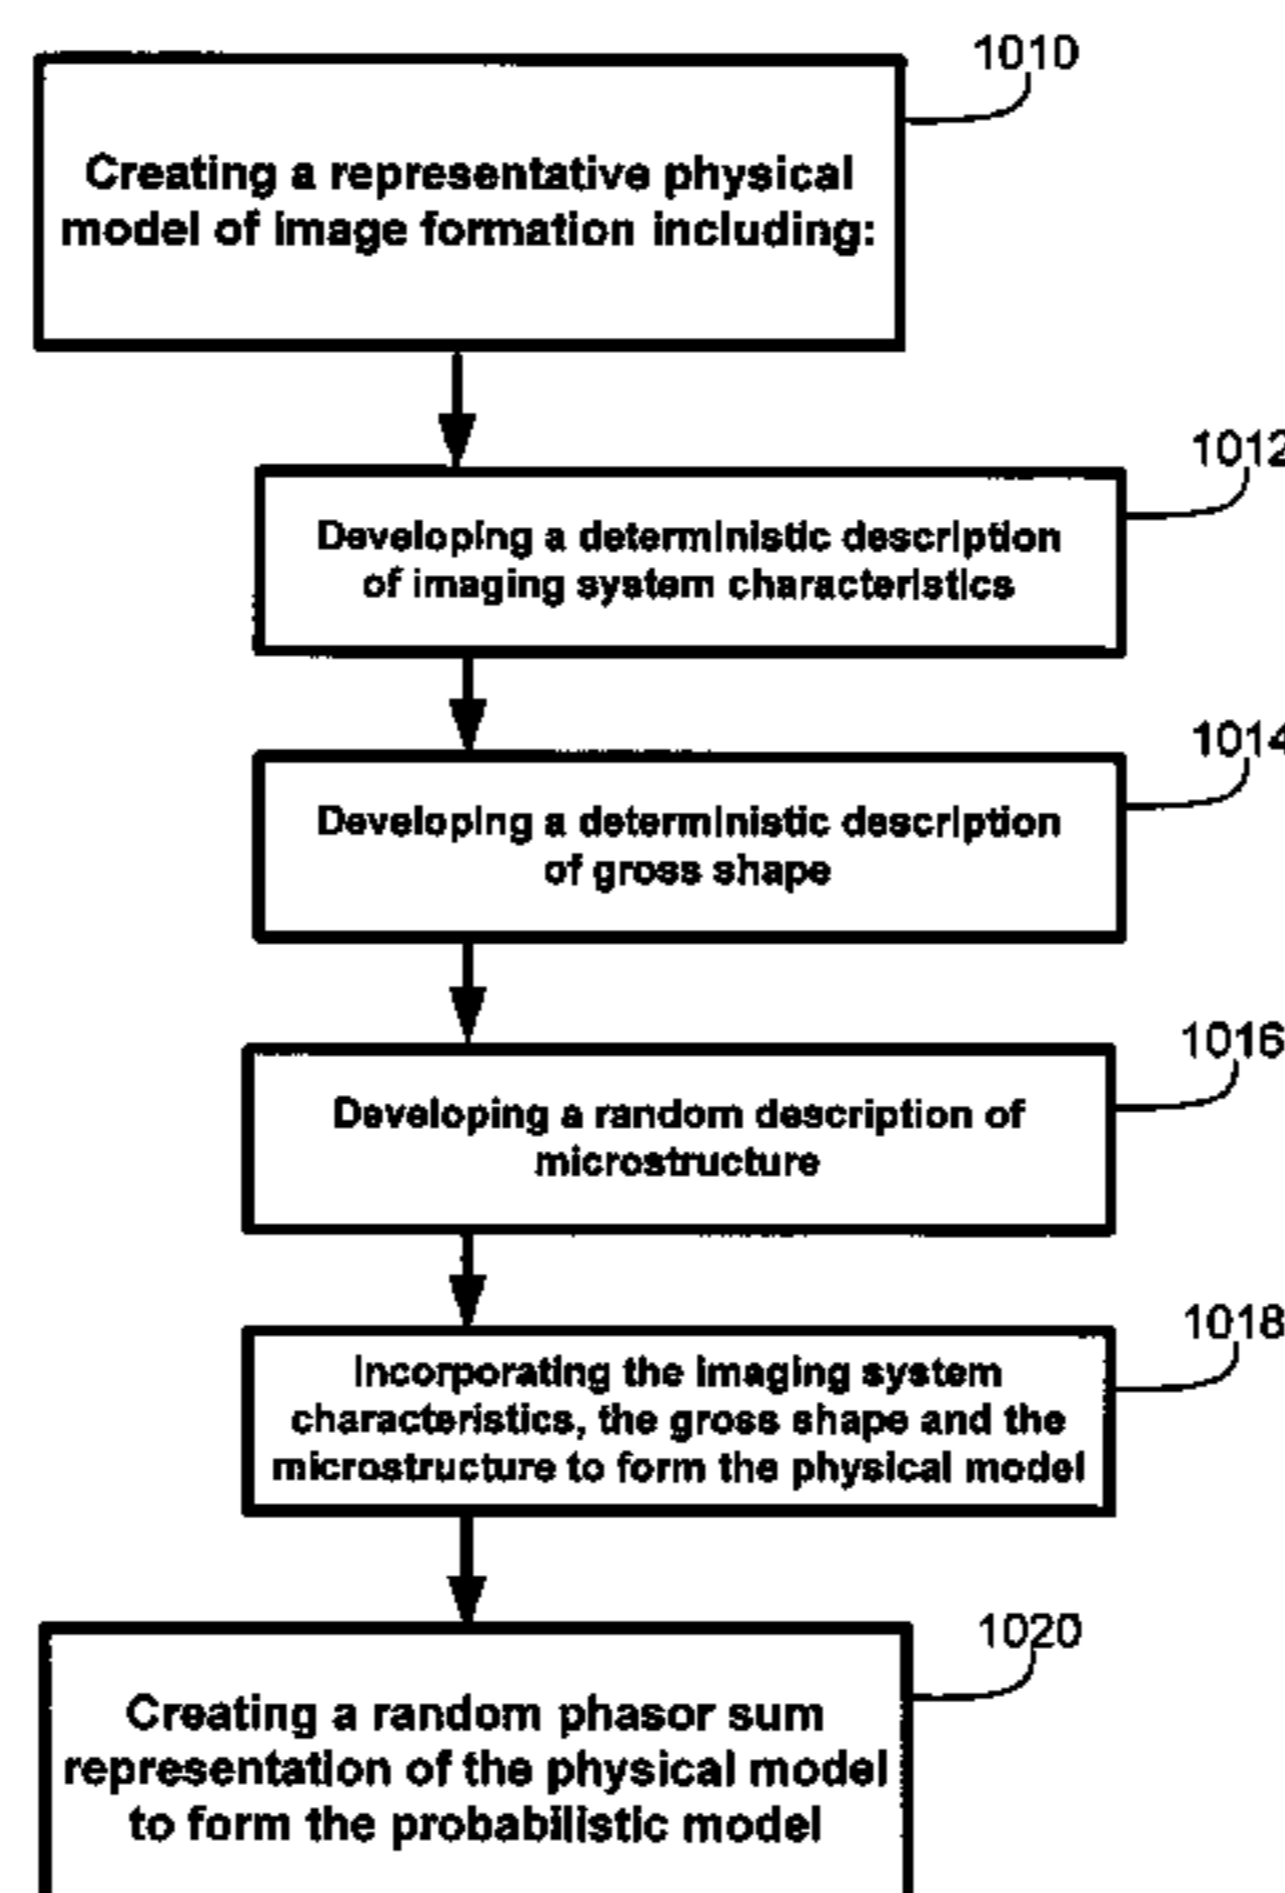 1010
Creating a representative physical
model of image formation including:
1012
Developing a deterministic description
of imaging system characteristics
1014
Developing a deterministic description
of gross shape
1016
Developing a random description of
microstructure
1018
Incorporating the imaging system
characteristics, the gross shape and the
microstructure to form the physical model
1020
Creating a random phasor sum
representation of the physical model
to form the probabilistic model